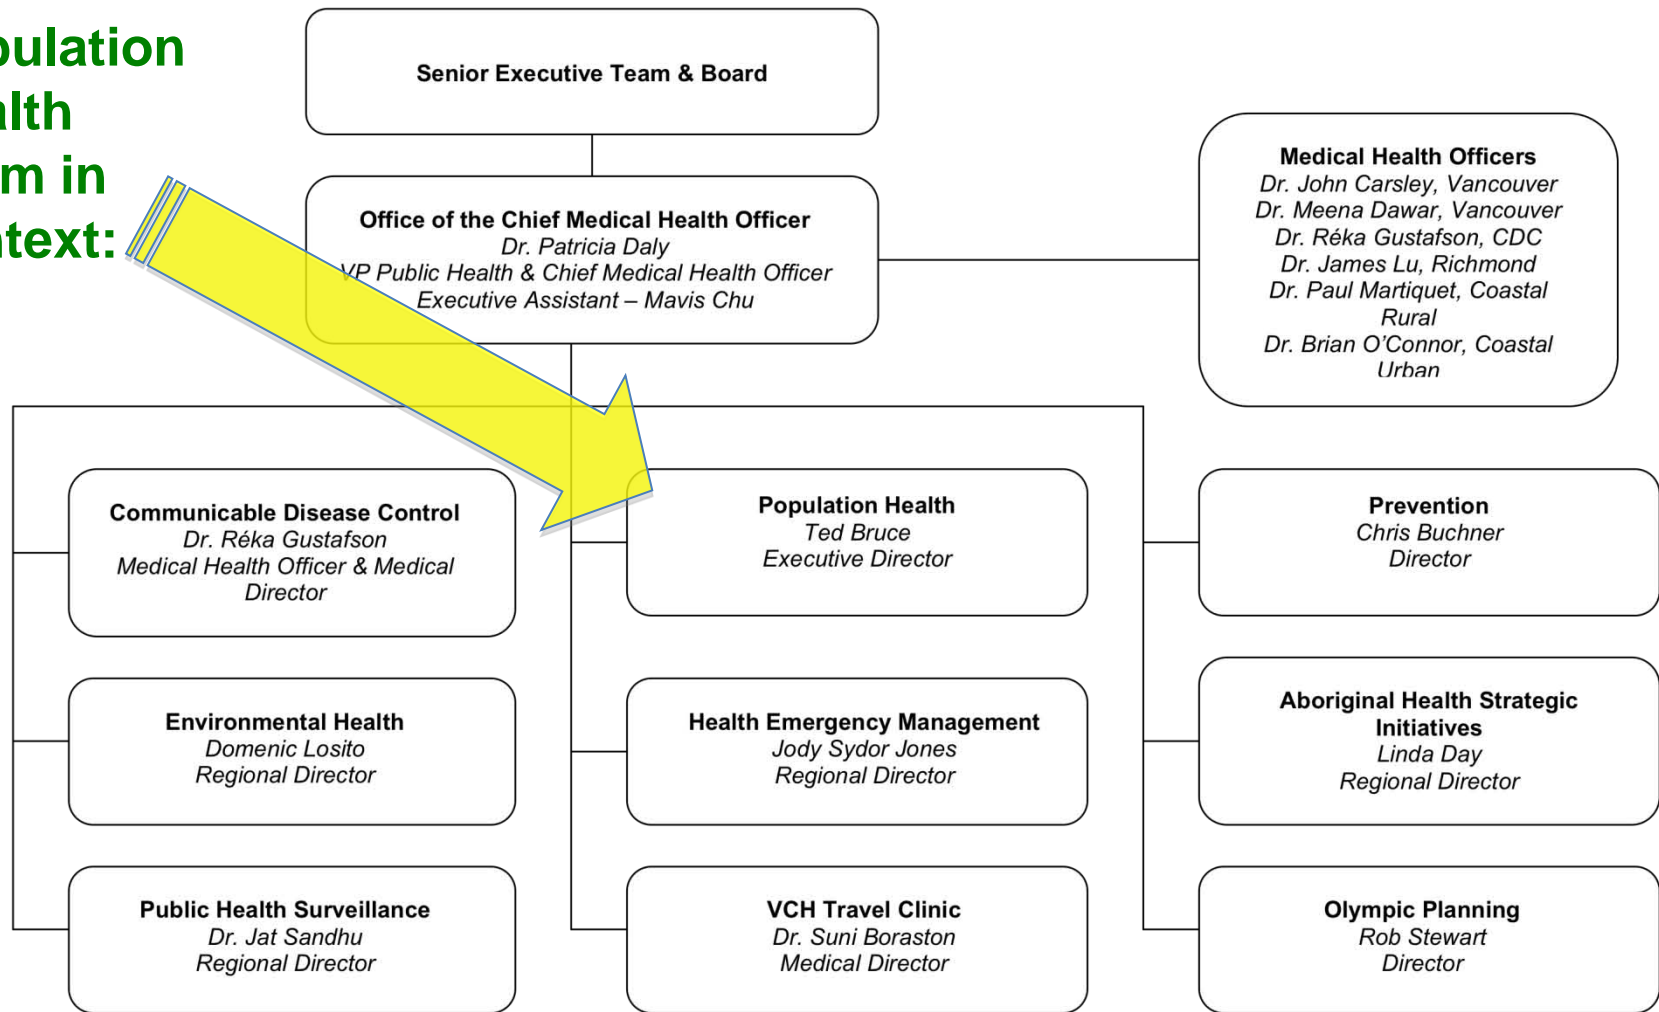 pulation
alth
m in
ntext:
Senior Executive Team & Board
Office of the Chief Medical Health Officer
Dr. Patricia Daly
VP Public Health & Chief Medical Health Officer
Executive Assistant – Mavis Chu
Medical Health Officers
Dr. John Carsley, Vancouver
Dr. Meena Dawar, Vancouver
Dr. Réka Gustafson, CDC
Dr. James Lu, Richmond
Dr. Paul Martiquet, Coastal
Rural
Dr. Brian O’Connor, Coastal
Urban
Communicable Disease Control
Dr. Réka Gustafson
Medical Health Officer & Medical
Director
Population Health
Ted Bruce
Executive Director
Prevention
Chris Buchner
Director
Environmental Health
Domenic Losito
Regional Director
Health Emergency Management
Jody Sydor Jones
Regional Director
Aboriginal Health Strategic
Initiatives
Linda Day
Regional Director
Public Health Surveillance
Dr. Jat Sandhu
Regional Director
VCH Travel Clinic
Dr. Suni Boraston
Medical Director
Olympic Planning
Rob Stewart
Director